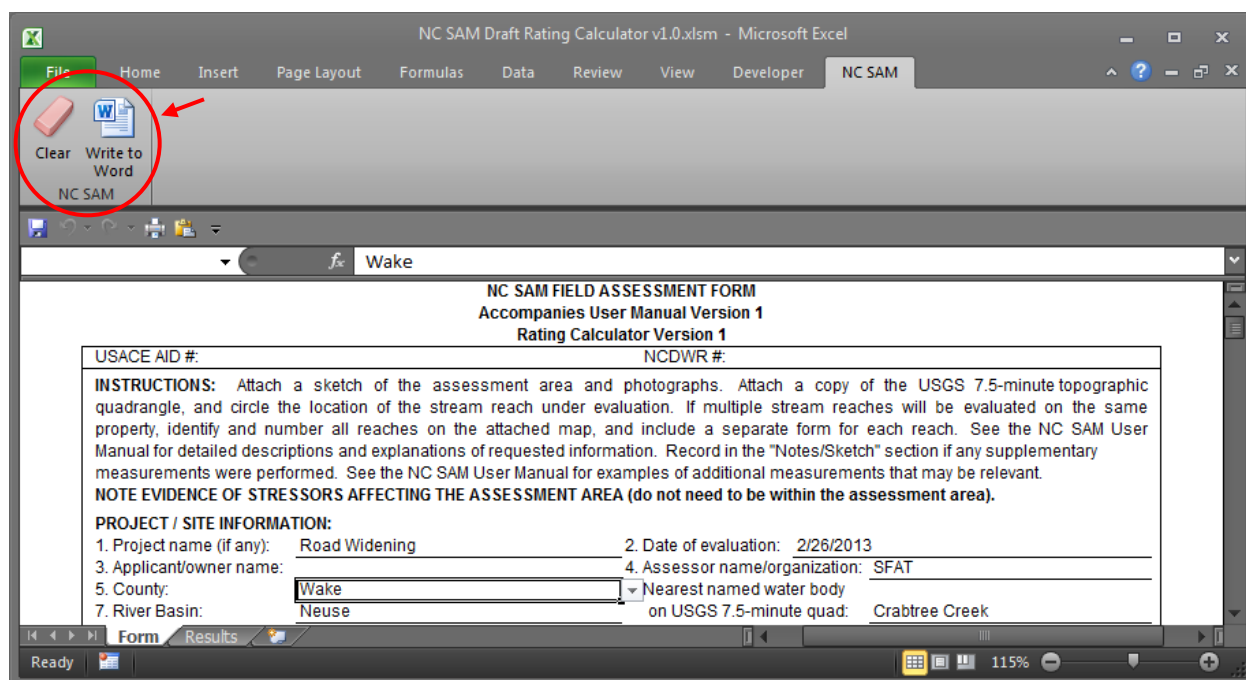 NC SAM Draft Rating Calculator v1.0.xlsm - Microsoft Excel
File Home Insert Page Layout Formulas Data Review View Developer NC SAM
Clear Write to Word
NC SAM
fx Wake
NC SAM FIELD ASSESSMENT FORM
Accompanies User Manual Version 1
Rating Calculator Version 1
USACE AID #: NCDWR #:
INSTRUCTIONS: Attach a sketch of the assessment area and photographs. Attach a copy of the USGS 7.5-minute topographic
quadrangle, and circle the location of the stream reach under evaluation. If multiple stream reaches will be evaluated on the same
property, identify and number all reaches on the attached map, and include a separate form for each reach. See the NC SAM User
Manual for detailed descriptions and explanations of requested information. Record in the "Notes/Sketch" section if any supplementary
measurements were performed. See the NC SAM User Manual for examples of additional measurements that may be relevant.
NOTE EVIDENCE OF STRESSORS AFFECTING THE ASSESSMENT AREA (do not need to be within the assessment area).
PROJECT / SITE INFORMATION:
1. Project name (if any): Road Widening 2. Date of evaluation: 2/26/2013
3. Applicant/owner name: 4. Assessor name/organization: SFAT
5. County: Wake Nearest named water body
7. River Basin: Neuse on USGS 7.5-minute quad: Crabtree Creek
Form Results
Ready 115%